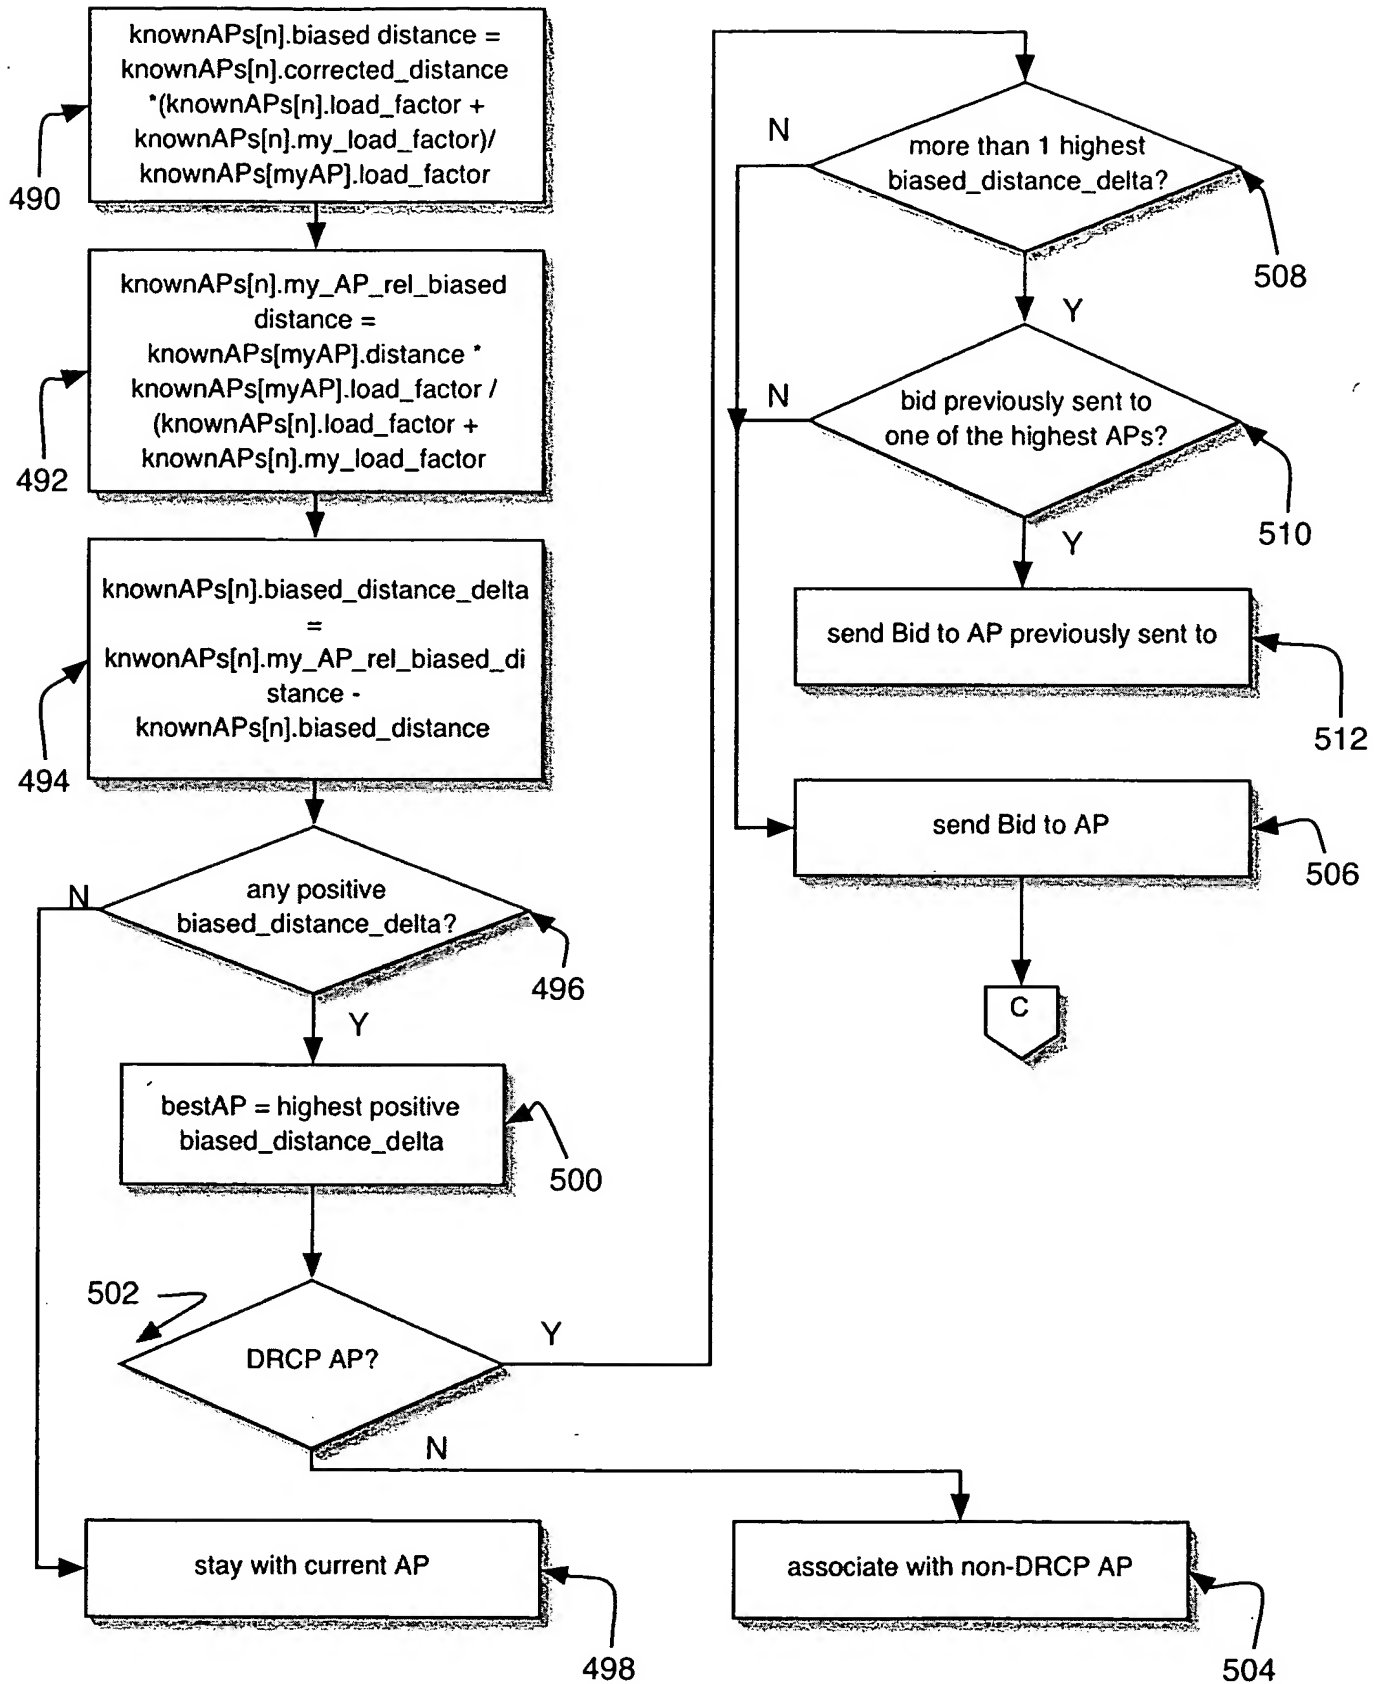 knownAPs[n].biased distance =
knownAPs[n].corrected_distance
*(knownAPs[n].load_factor +
knownAPs[n].my_load_factor)/
knownAPs[myAP].load_factor
490
knownAPs[n].my_AP_rel_biased
distance =
knownAPs[myAP].distance *
knownAPs[myAP].load_factor /
(knownAPs[n].load_factor +
knownAPs[n].my_load_factor
492
knownAPs[n].biased_distance_delta
=
knwonAPs[n].my_AP_rel_biased_di
stance -
knownAPs[n].biased_distance
494
any positive
biased_distance_delta?
N
496
Y
bestAP = highest positive
biased_distance_delta
500
502
DRCP AP?
Y
N
stay with current AP
498
associate with non-DRCP AP
504
more than 1 highest
biased_distance_delta?
N
508
Y
bid previously sent to
one of the highest APs?
N
510
Y
send Bid to AP previously sent to
512
send Bid to AP
506
C